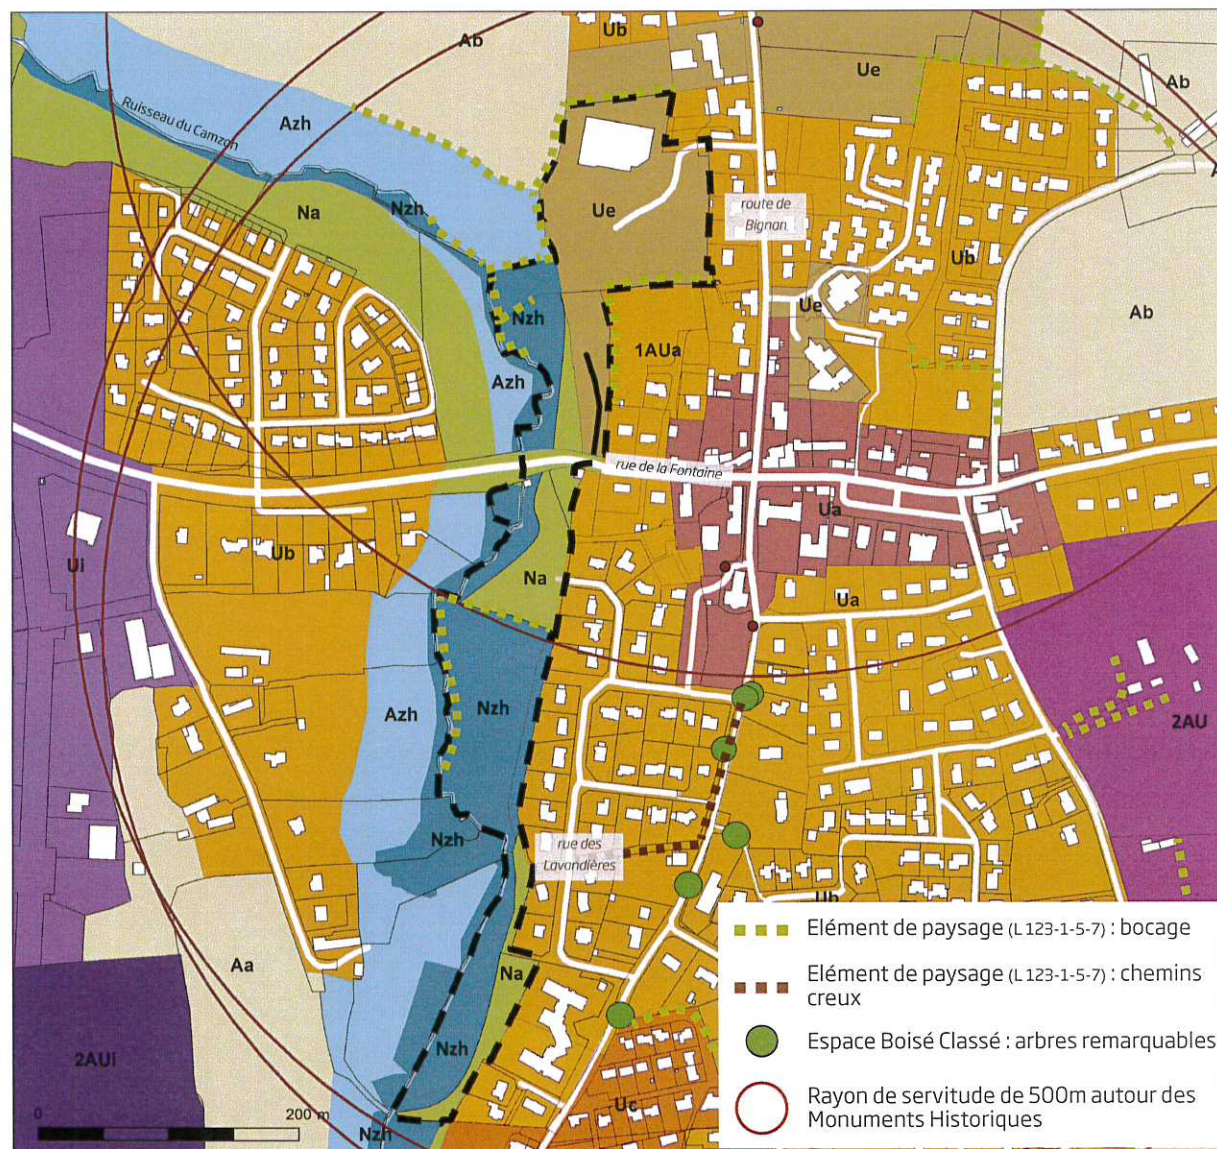 Ub
Ab
Ue
Ab
Azh
Ruisseau du Camzon
Na
Nzh
Ue
route de
Bignan
Ub
Nzh
Ue
Ab
1AUa
Azh
rue de la Fontaine
Ua
Ui
Ub
Na
Ua
Azh
Nzh
2AU
Nzh
rue des
Lavandières
Ub
Aa
Na
2AUi
Nzh
Uc
Nzh
0
200 m
Elément de paysage (L 123-1-5-7) : bocage
Elément de paysage (L 123-1-5-7) : chemins
creux
Espace Boisé Classé : arbres remarquables
Rayon de servitude de 500m autour des
Monuments Historiques